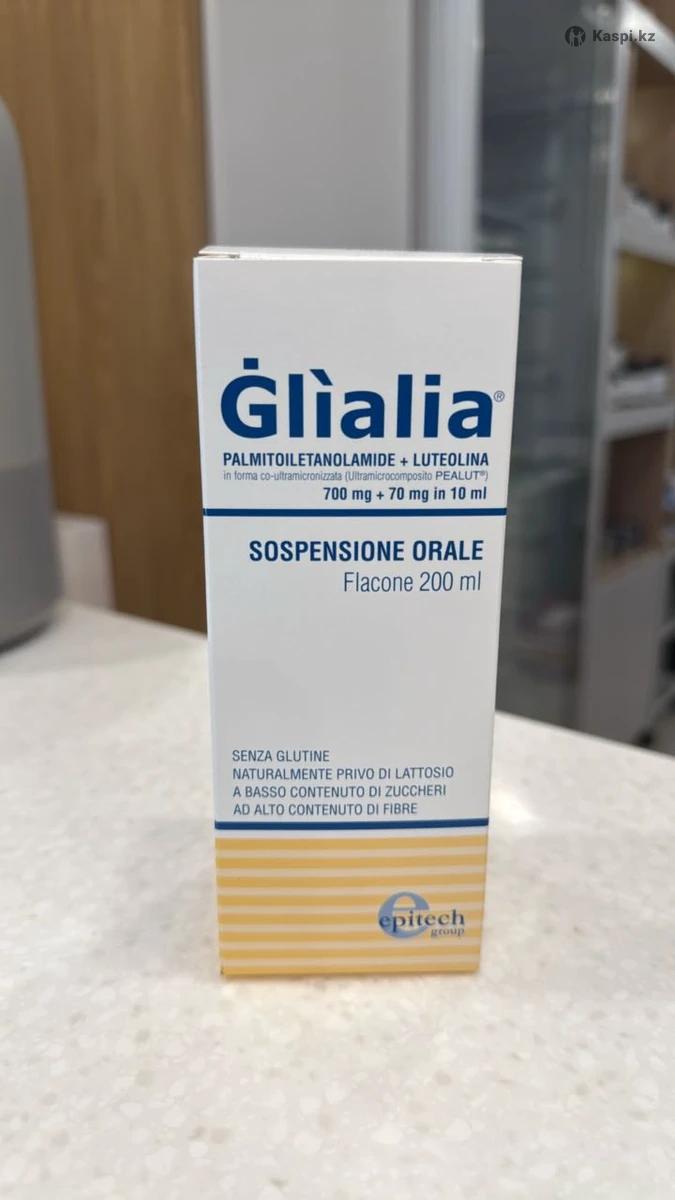 Kaspi.kz
Ġlìalia®
PALMITOILETANOLAMIDE + LUTEOLINA
in forma co-ultramicronizzata (Ultramicrocomposito PEALUT®)
700 mg + 70 mg in 10 ml
SOSPENSIONE ORALE
Flacone 200 ml
SENZA GLUTINE
NATURALMENTE PRIVO DI LATTOSIO
A BASSO CONTENUTO DI ZUCCHERI
AD ALTO CONTENUTO DI FIBRE
e
epitech
group